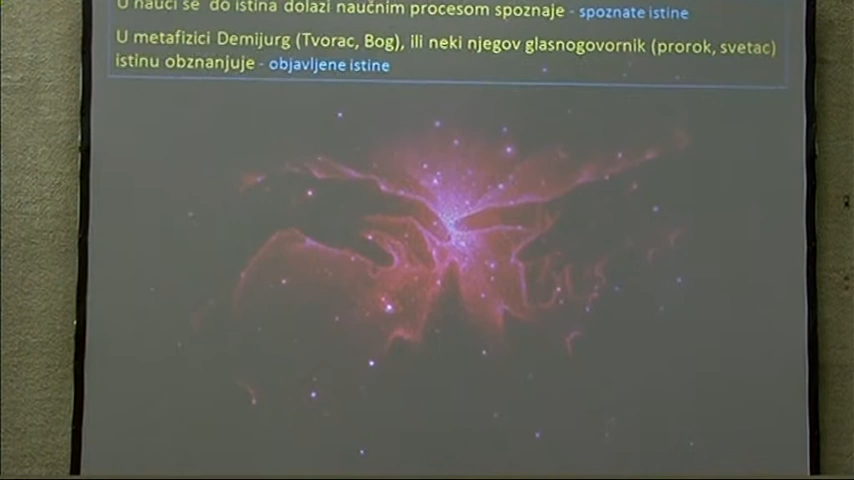 U nauci se do istina dolazi naučnim procesom spoznaje - spoznate istine
U metafizici Demijurg (Tvorac, Bog), ili neki njegov glasnogovornik (prorok, svetac)
istinu obznanjuje - objavljene istine